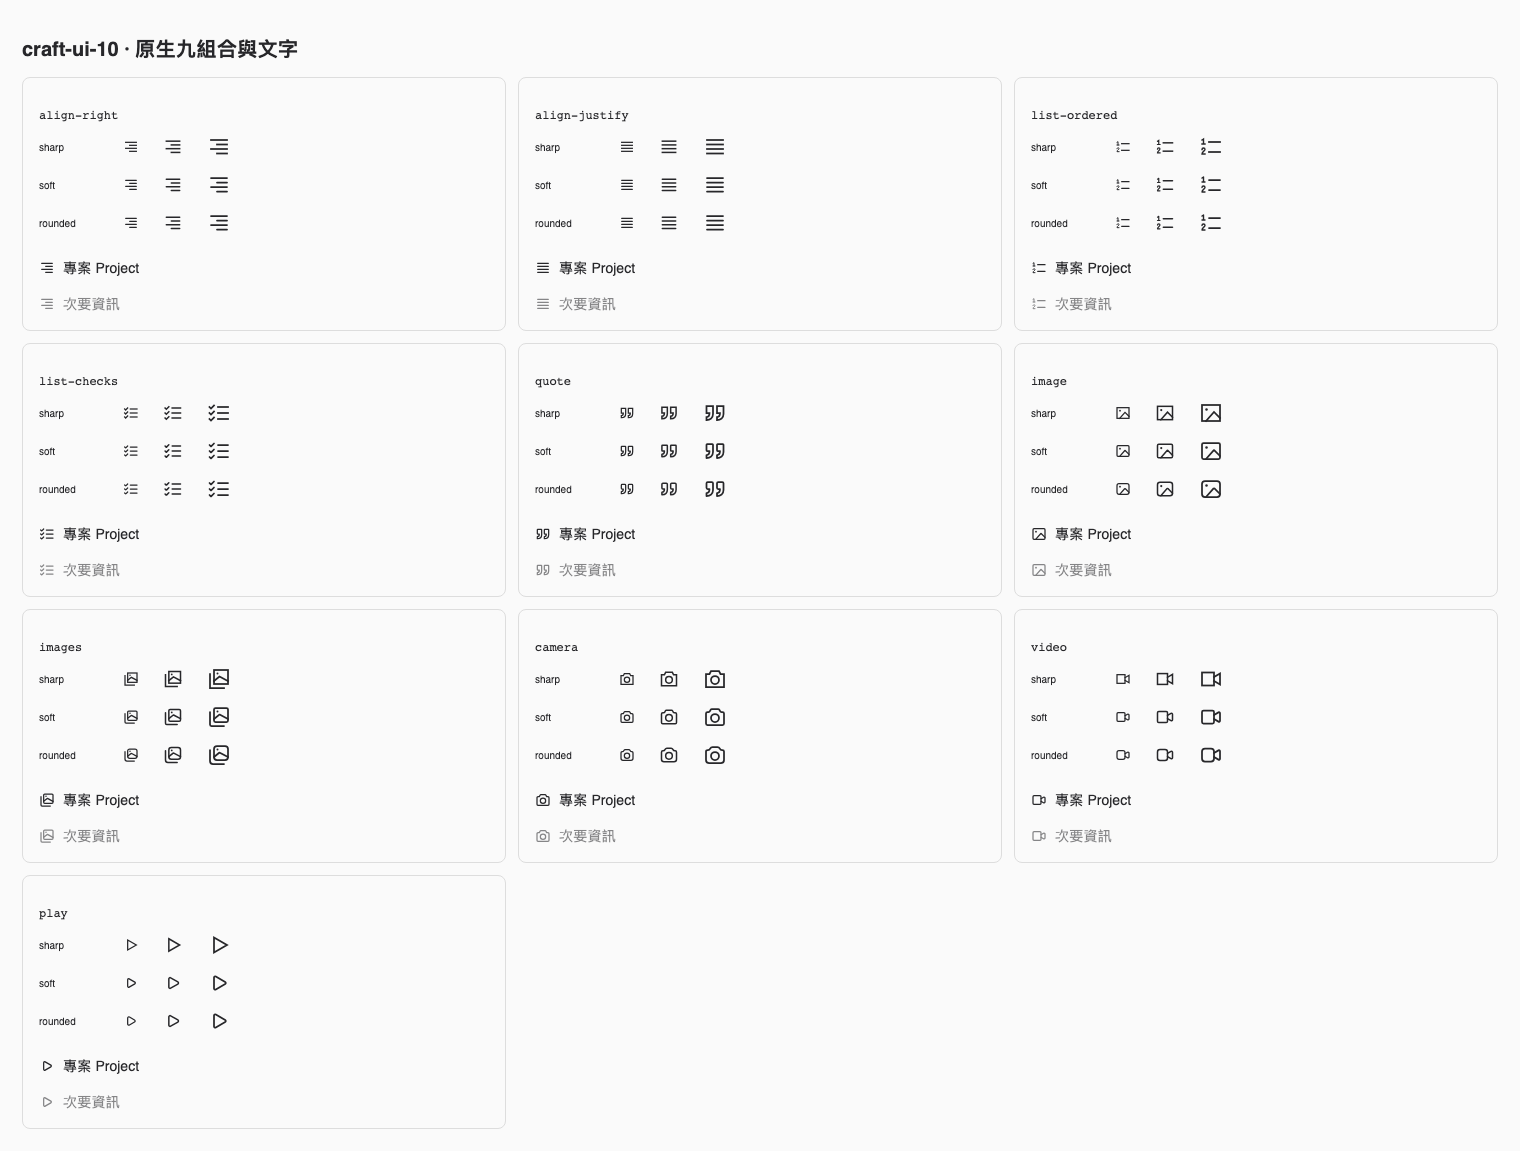 craft-ui-10 · 原生九組合與文字
align-right
sharp
soft
rounded
專案 Project
次要資訊
align-justify
sharp
soft
rounded
專案 Project
次要資訊
list-ordered
sharp
soft
rounded
專案 Project
次要資訊
list-checks
sharp
soft
rounded
專案 Project
次要資訊
quote
sharp
soft
rounded
專案 Project
次要資訊
image
sharp
soft
rounded
專案 Project
次要資訊
images
sharp
soft
rounded
專案 Project
次要資訊
camera
sharp
soft
rounded
專案 Project
次要資訊
video
sharp
soft
rounded
專案 Project
次要資訊
play
sharp
soft
rounded
專案 Project
次要資訊